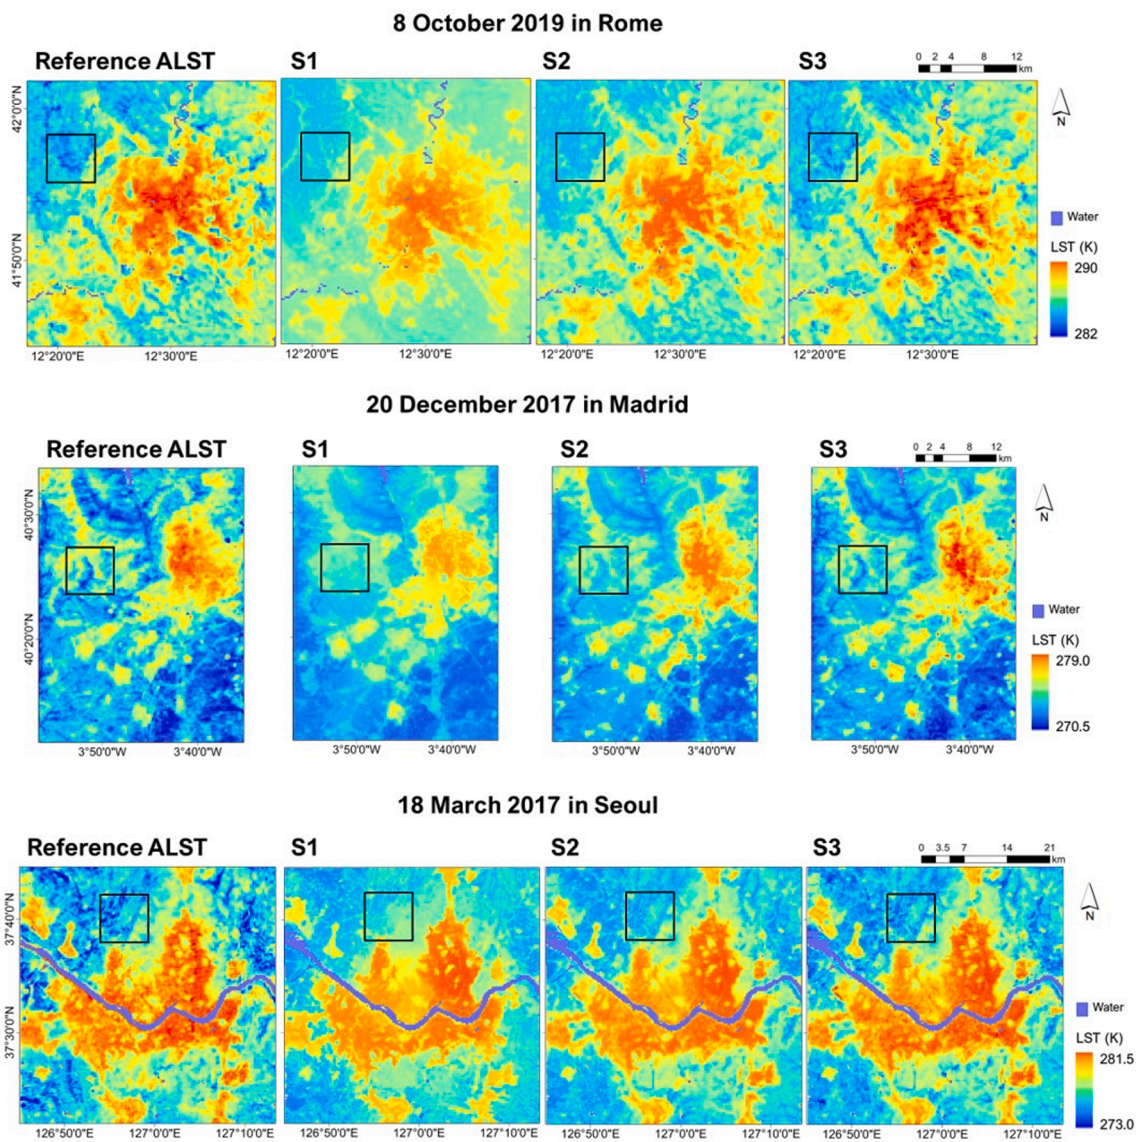 8 October 2019 in Rome
Reference ALST S1 S2 S3
0 2 4 8 12
km
N
42°0'0"N
41°50'0"N
Water
LST (K)
290
282
12°20'0"E 12°30'0"E 12°20'0"E 12°30'0"E 12°20'0"E 12°30'0"E 12°20'0"E 12°30'0"E
20 December 2017 in Madrid
Reference ALST S1 S2 S3
0 2 4 8 12
km
N
40°30'0"N
40°20'0"N
Water
LST (K)
279.0
270.5
3°50'0"W 3°40'0"W 3°50'0"W 3°40'0"W 3°50'0"W 3°40'0"W 3°50'0"W 3°40'0"W
18 March 2017 in Seoul
Reference ALST S1 S2 S3
0 3.5 7 14 21
km
N
37°40'0"N
37°30'0"N
Water
LST (K)
281.5
273.0
126°50'0"E 127°0'0"E 127°10'0"E 126°50'0"E 127°0'0"E 127°10'0"E 126°50'0"E 127°0'0"E 127°10'0"E 126°50'0"E 127°0'0"E 127°10'0"E